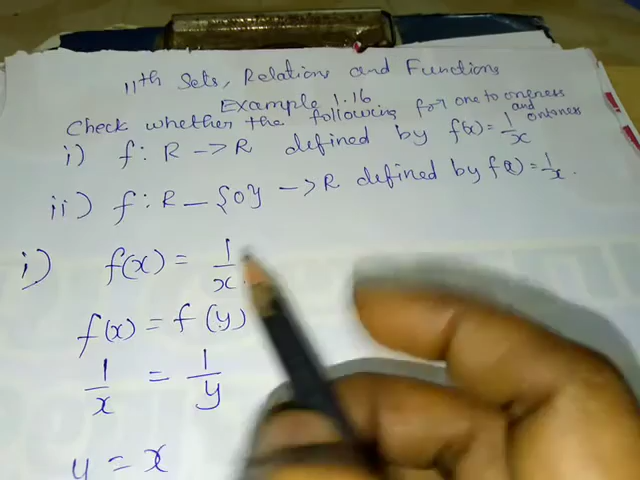 11th Sets, Relations and Functions
Example 1.16
Check whether the following for one to oneness and ontoness
i) f: R -> R defined by f(x) = 1/x
ii) f: R - {0} -> R defined by f(x) = 1/x.
i) f(x) = 1/x.
f(x) = f(y)
1/x = 1/y
y = x